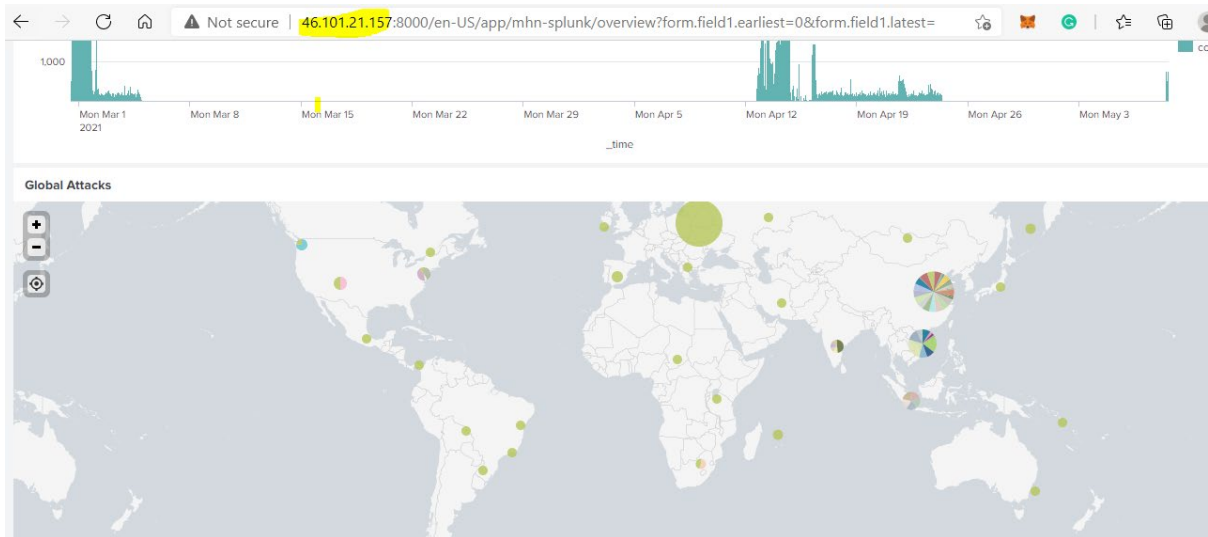 Not secure | 46.101.21.157:8000/en-US/app/mhn-splunk/overview?form.field1.earliest=0&form.field1.latest=
1,000
Mon Mar 1 Mon Mar 8 Mon Mar 15 Mon Mar 22 Mon Mar 29 Mon Apr 5 Mon Apr 12 Mon Apr 19 Mon Apr 26 Mon May 3
2021
_time
Global Attacks